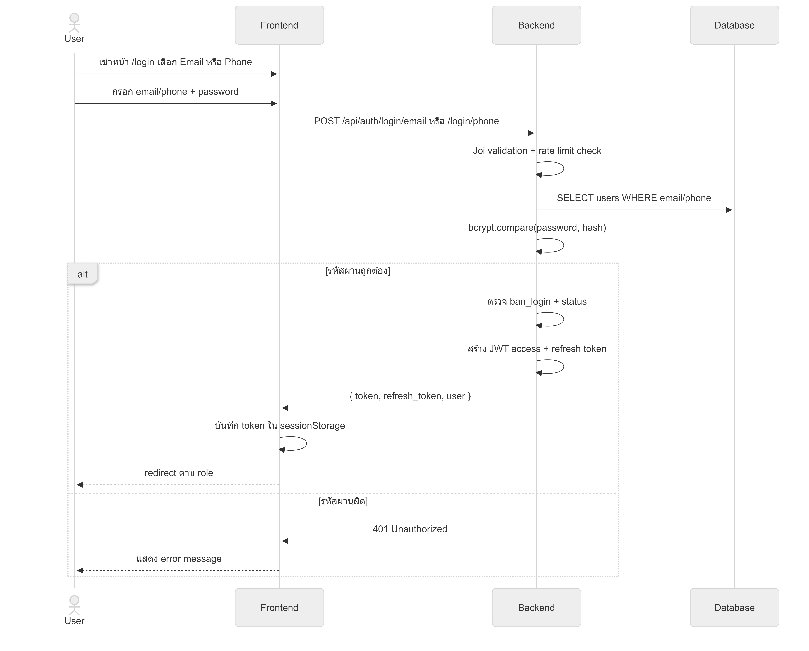 User
Frontend
Backend
Database
เข้าหน้า /login เลือก Email หรือ Phone
กรอก email/phone + password
POST /api/auth/login/email หรือ /login/phone
Joi validation + rate limit check
SELECT users WHERE email/phone
bcrypt.compare(password, hash)
alt
[รหัสผ่านถูกต้อง]
ตรวจ ban_login + status
สร้าง JWT access + refresh token
{ token, refresh_token, user }
บันทึก token ใน sessionStorage
redirect ตาม role
[รหัสผ่านผิด]
401 Unauthorized
แสดง error message
User
Frontend
Backend
Database